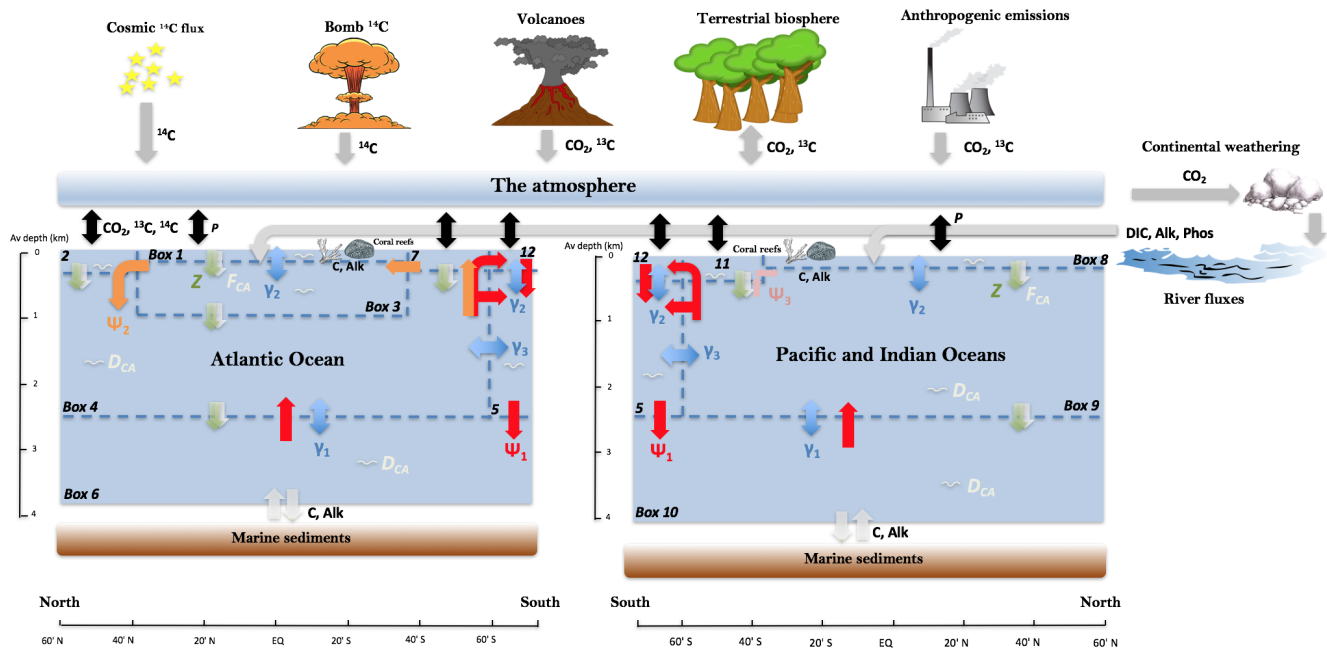 Cosmic ¹⁴C flux
Bomb ¹⁴C
Volcanoes
Terrestrial biosphere
Anthropogenic emissions
¹⁴C
¹⁴C
CO₂, ¹³C
CO₂, ¹³C
CO₂, ¹³C
Continental weathering
CO₂
The atmosphere
CO₂, ¹³C, ¹⁴C
P
P
DIC, Alk, Phos
River fluxes
Av depth (km)
0
1
2
3
4
2
Box 1
Z
F_CA
γ₂
Coral reefs
C, Alk
7
12
γ₂
Ψ₂
Box 3
D_CA
Atlantic Ocean
γ₃
Box 4
5
γ₁
Ψ₁
D_CA
Box 6
C, Alk
Marine sediments
Av depth (km)
0
1
2
3
4
12
11
Coral reefs
C, Alk
Box 8
γ₂
Ψ₃
γ₂
Z
F_CA
γ₃
Pacific and Indian Oceans
D_CA
5
Box 9
Ψ₁
γ₁
D_CA
Box 10
C, Alk
Marine sediments
North
South
60' N
40' N
20' N
EQ
20' S
40' S
60' S
South
North
60' S
40' S
20' S
EQ
20' N
40' N
60' N